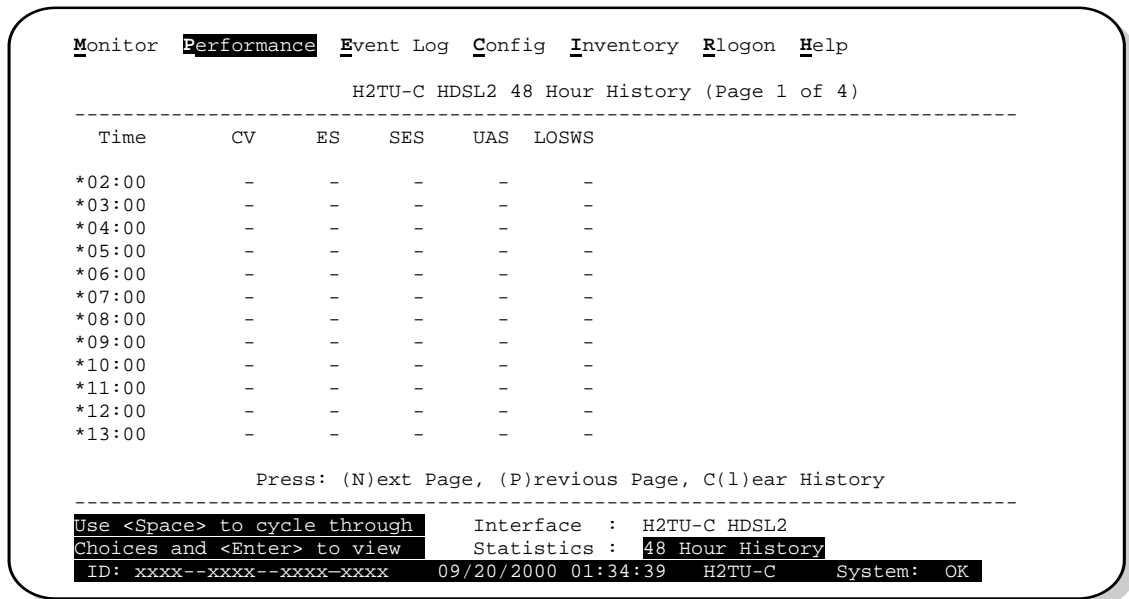 Monitor Performance Event Log Config Inventory Rlogon Help
H2TU-C HDSL2 48 Hour History (Page 1 of 4)
-------------------------------------------------------------------------------
Time CV ES SES UAS LOSWS
*02:00 - - - - -
*03:00 - - - - -
*04:00 - - - - -
*05:00 - - - - -
*06:00 - - - - -
*07:00 - - - - -
*08:00 - - - - -
*09:00 - - - - -
*10:00 - - - - -
*11:00 - - - - -
*12:00 - - - - -
*13:00 - - - - -
Press: (N)ext Page, (P)revious Page, C(l)ear History
-------------------------------------------------------------------------------
Use <Space> to cycle through Interface : H2TU-C HDSL2
Choices and <Enter> to view Statistics : 48 Hour History
ID: xxxx--xxxx--xxxx—xxxx 09/20/2000 01:34:39 H2TU-C System: OK